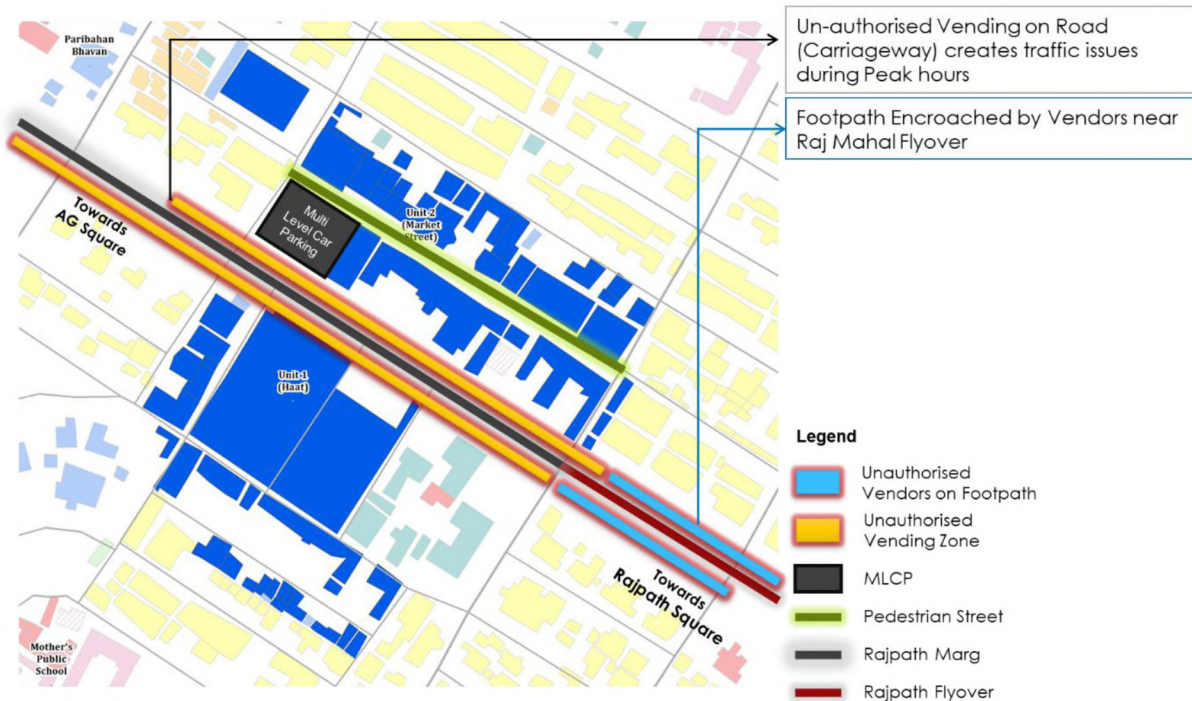 Un-authorised Vending on Road
(Carriageway) creates traffic issues
during Peak hours
Footpath Encroached by Vendors near
Raj Mahal Flyover
Paribahan
Bhavan
Towards
AG Square
Multi
Level Car
Parking
Unit-2
(Market
Street)
Unit-1
(Haat)
Towards
Rajpath Square
Mother's
Public
School
Legend
Unauthorised
Vendors on Footpath
Unauthorised
Vending Zone
MLCP
Pedestrian Street
Rajpath Marg
Rajpath Flyover